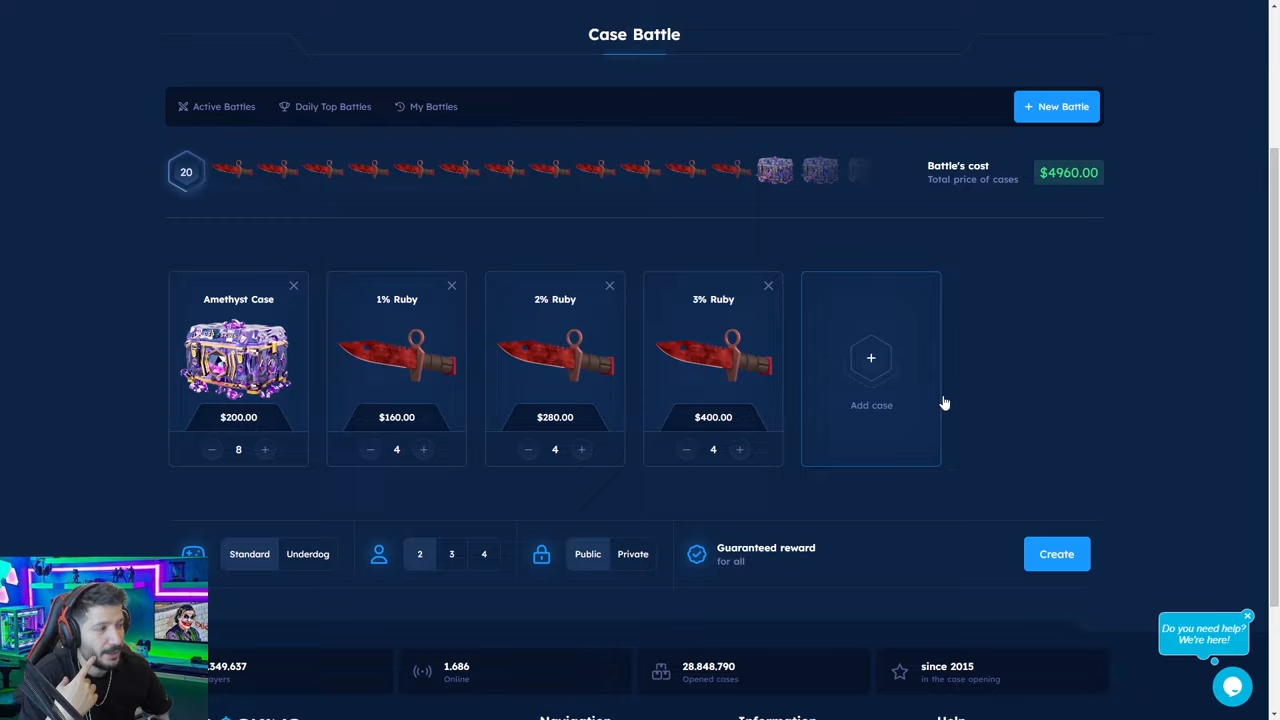 Case Battle
Active Battles
Daily Top Battles
My Battles
+ New Battle
20
Battle's cost
Total price of cases
$4960.00
Amethyst Case
1% Ruby
2% Ruby
3% Ruby
+
Add case
$200.00
$160.00
$280.00
$400.00
− 8 +
− 4 +
− 4 +
− 4 +
Standard
Underdog
2
3
4
Public
Private
Guaranteed reward
for all
Create
Do you need help?
We're here!
.349.637
1.686
Online
28.848.790
Opened cases
since 2015
in the case opening
Navigation
Information
Help